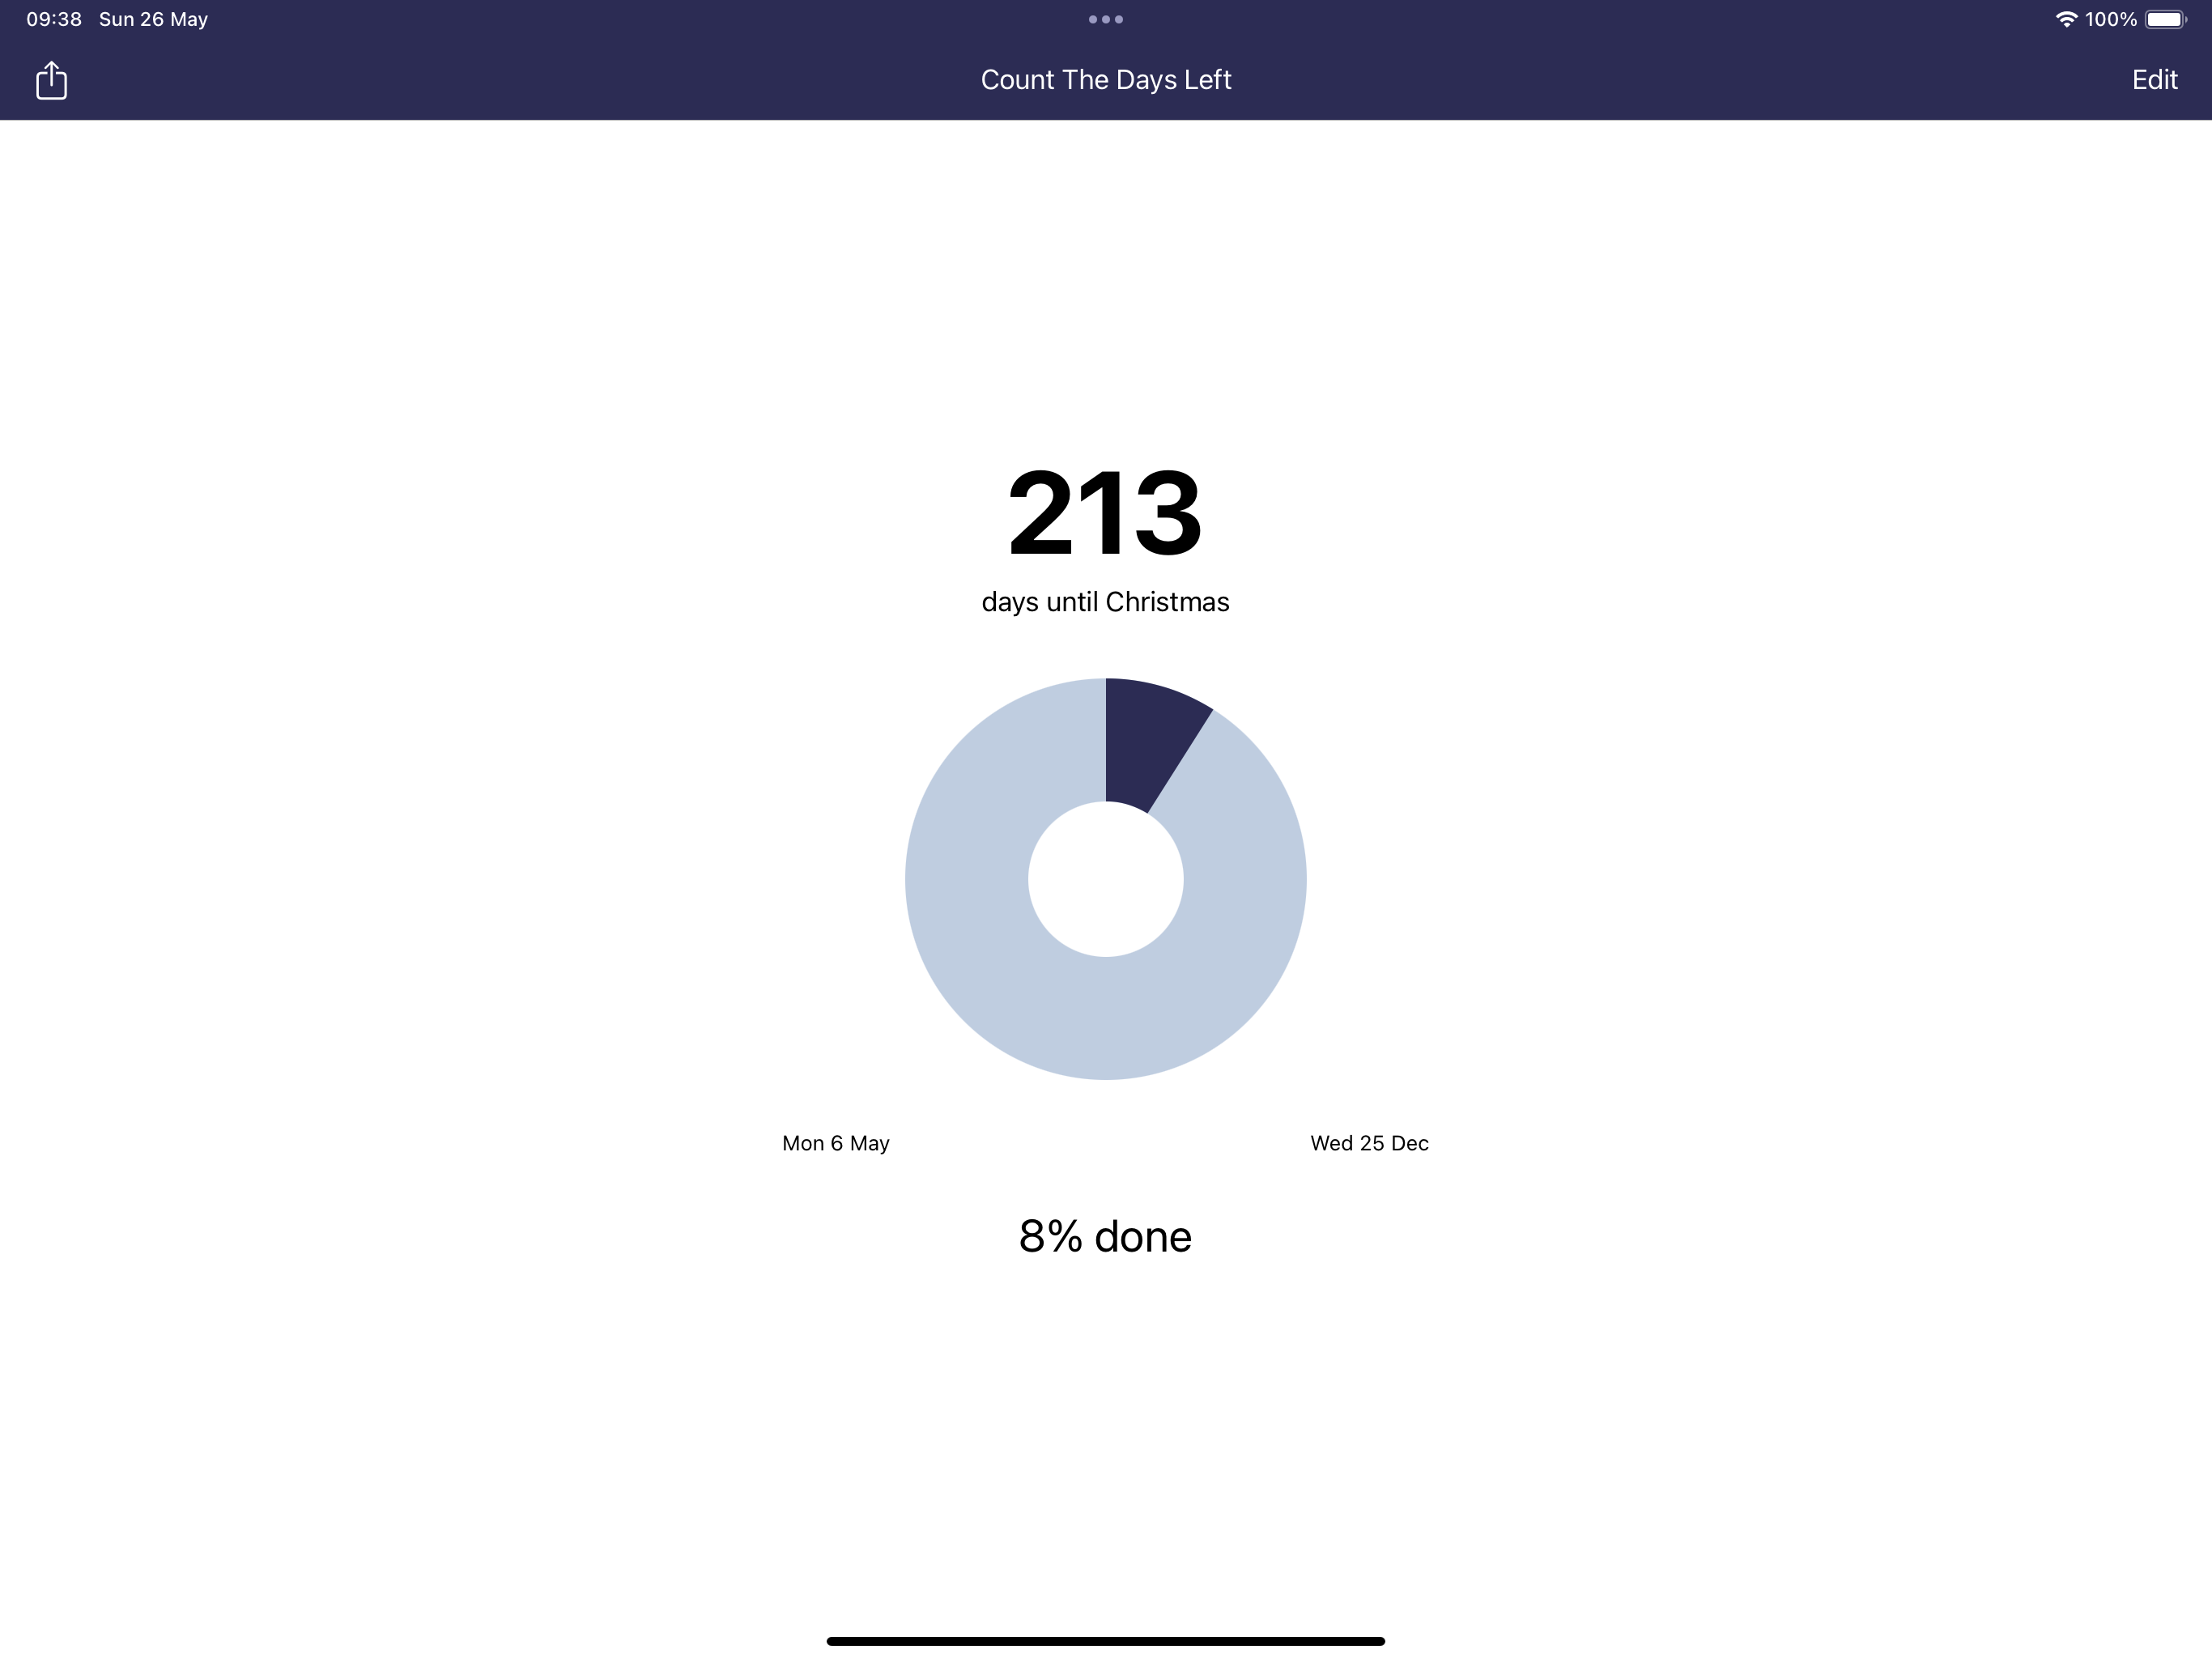 09:38 Sun 26 May
100%
Count The Days Left
Edit
213
days until Christmas
Mon 6 May
Wed 25 Dec
8% done